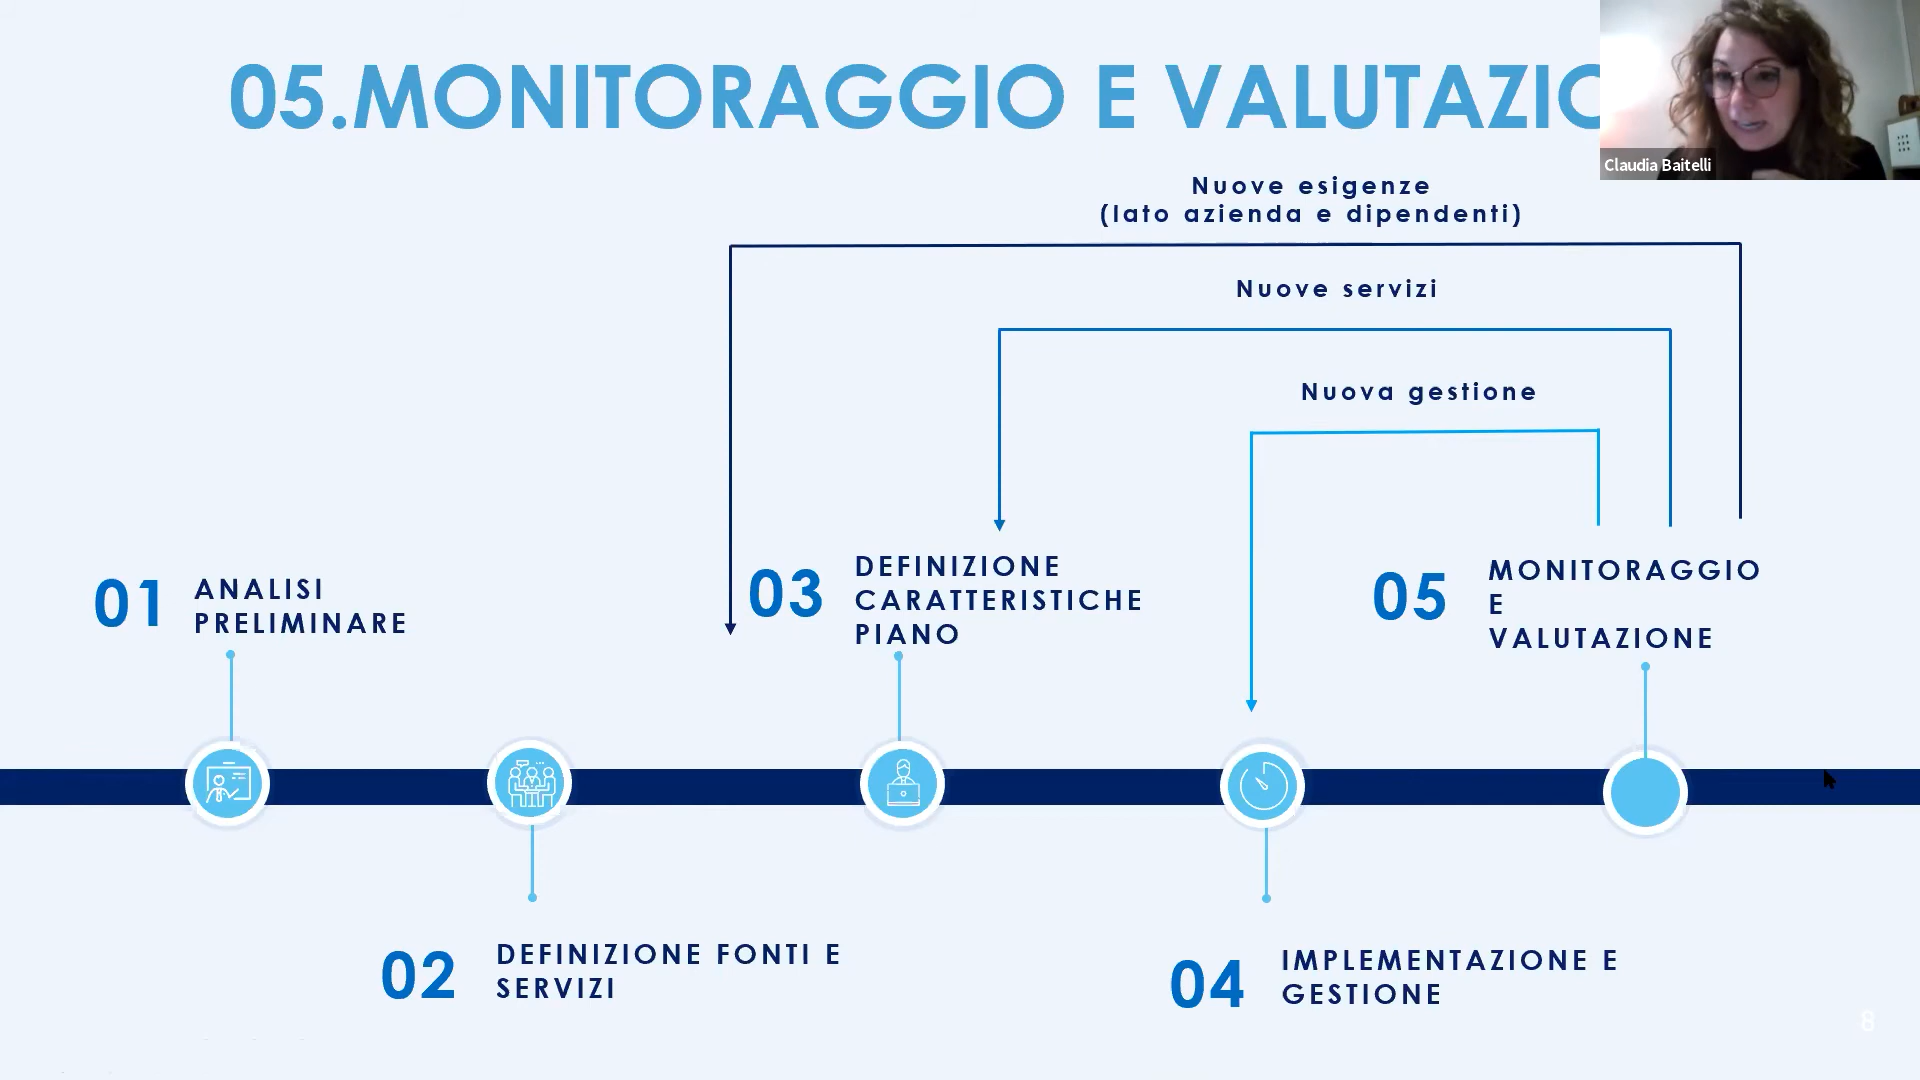 05.MONITORAGGIO E VALUTAZIO
Claudia Baitelli
Nuove esigenze
(lato azienda e dipendenti)
Nuove servizi
Nuova gestione
01
ANALISI
PRELIMINARE
03
DEFINIZIONE
CARATTERISTICHE
PIANO
05
MONITORAGGIO
E
VALUTAZIONE
02
DEFINIZIONE FONTI E
SERVIZI
04
IMPLEMENTAZIONE E
GESTIONE
8